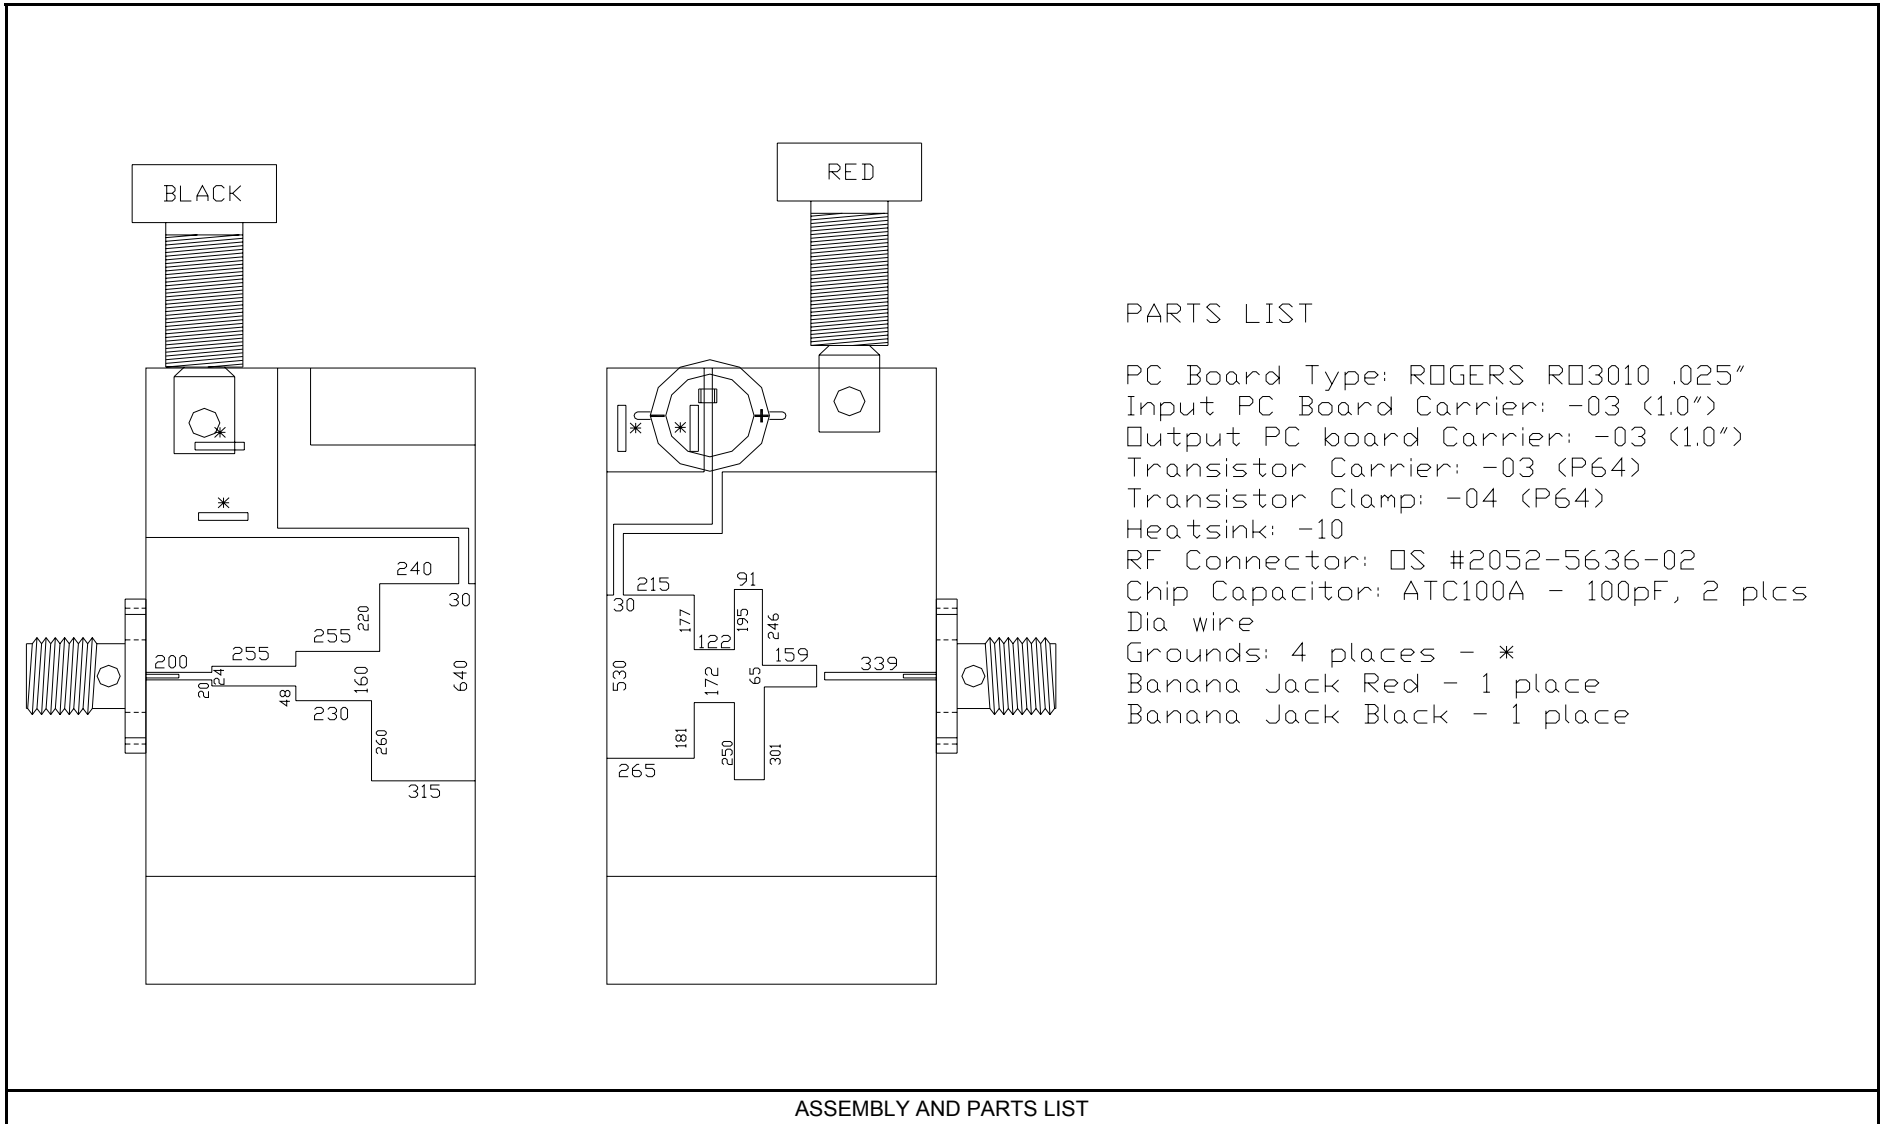 BLACK
RED
240
30
220
255
255
200
20
24
48
230
160
640
260
315
215
30
91
177
195
246
122
159
339
530
172
65
181
250
301
265
PARTS LIST
PC Board Type: ROGERS RO3010 .025"
Input PC Board Carrier: -03 (1.0")
Output PC board Carrier: -03 (1.0")
Transistor Carrier: -03 (P64)
Transistor Clamp: -04 (P64)
Heatsink: -10
RF Connector: OS #2052-5636-02
Chip Capacitor: ATC100A - 100pF, 2 plcs
Dia wire
Grounds: 4 places - *
Banana Jack Red - 1 place
Banana Jack Black - 1 place
ASSEMBLY AND PARTS LIST